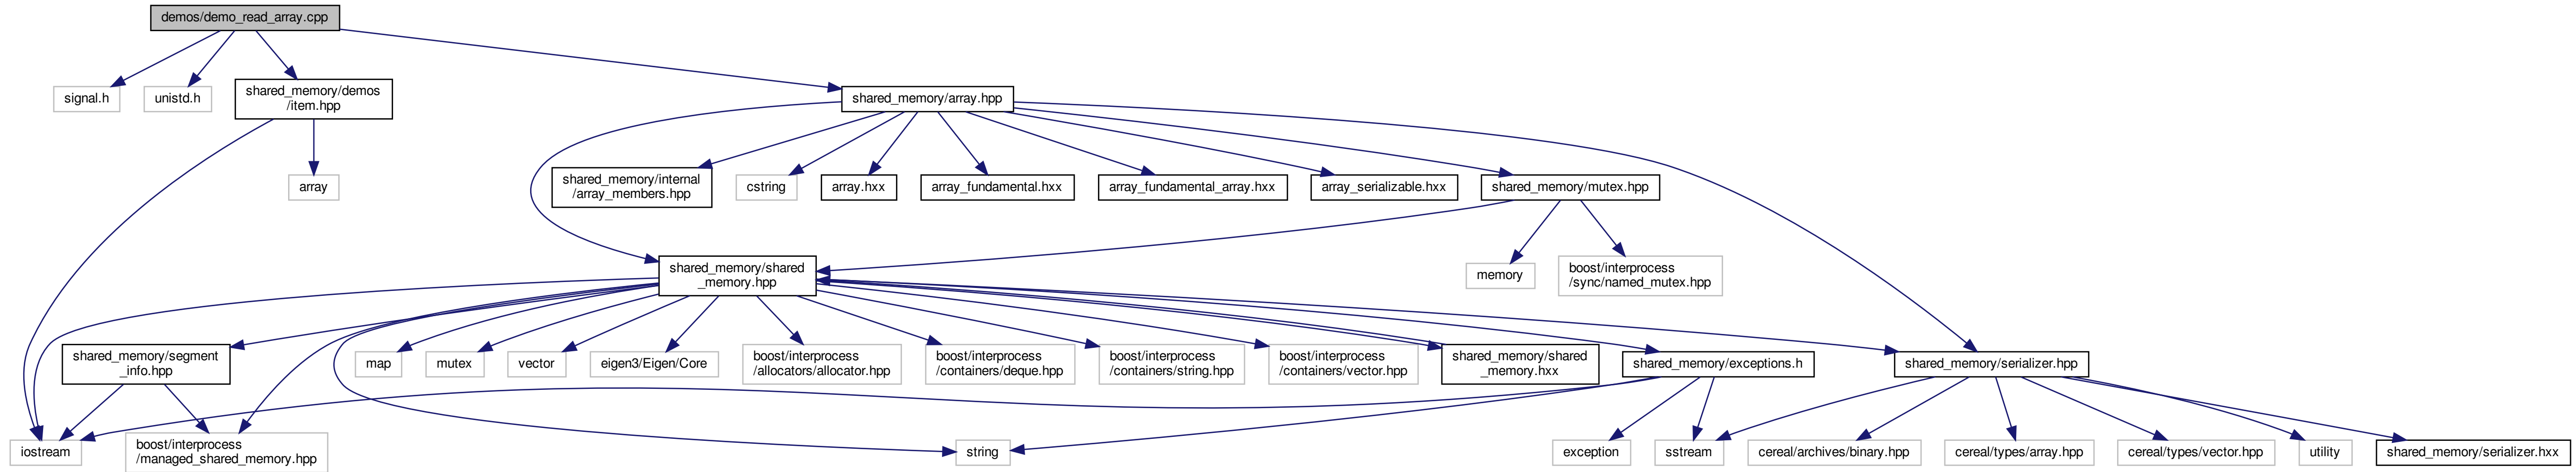 demos/demo_read_array.cpp
signal.h
unistd.h
shared_memory/demos
/item.hpp
shared_memory/array.hpp
array
shared_memory/internal
/array_members.hpp
cstring
array.hxx
array_fundamental.hxx
array_fundamental_array.hxx
array_serializable.hxx
shared_memory/mutex.hpp
shared_memory/shared
_memory.hpp
memory
boost/interprocess
/sync/named_mutex.hpp
shared_memory/segment
_info.hpp
map
mutex
vector
eigen3/Eigen/Core
boost/interprocess
/allocators/allocator.hpp
boost/interprocess
/containers/deque.hpp
boost/interprocess
/containers/string.hpp
boost/interprocess
/containers/vector.hpp
shared_memory/shared
_memory.hxx
shared_memory/exceptions.h
shared_memory/serializer.hpp
iostream
boost/interprocess
/managed_shared_memory.hpp
string
exception
sstream
cereal/archives/binary.hpp
cereal/types/array.hpp
cereal/types/vector.hpp
utility
shared_memory/serializer.hxx